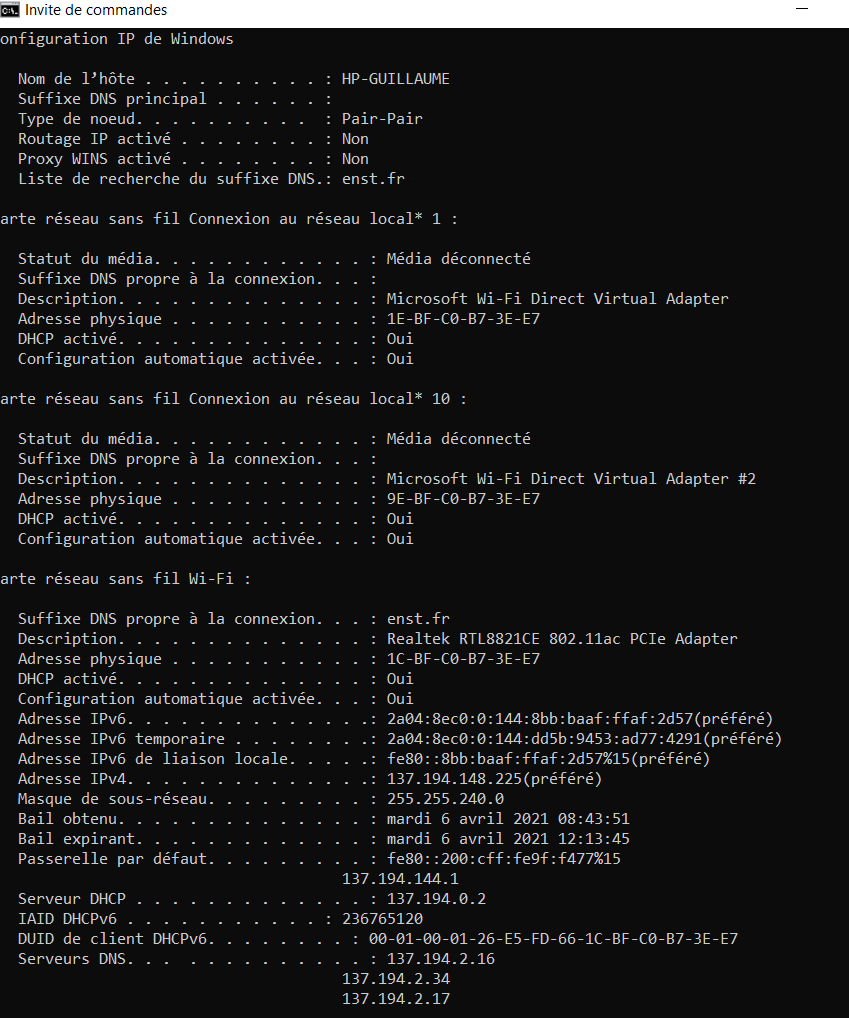 Invite de commandes
onfiguration IP de Windows
Nom de l’hôte . . . . . . . . . . : HP-GUILLAUME
Suffixe DNS principal . . . . . . :
Type de noeud. . . . . . . . . . : Pair-Pair
Routage IP activé . . . . . . . . : Non
Proxy WINS activé . . . . . . . . : Non
Liste de recherche du suffixe DNS.: enst.fr
arte réseau sans fil Connexion au réseau local* 1 :
Statut du média. . . . . . . . . . . . : Média déconnecté
Suffixe DNS propre à la connexion. . . :
Description. . . . . . . . . . . . . . : Microsoft Wi-Fi Direct Virtual Adapter
Adresse physique . . . . . . . . . . . : 1E-BF-C0-B7-3E-E7
DHCP activé. . . . . . . . . . . . . . : Oui
Configuration automatique activée. . . : Oui
arte réseau sans fil Connexion au réseau local* 10 :
Statut du média. . . . . . . . . . . . : Média déconnecté
Suffixe DNS propre à la connexion. . . :
Description. . . . . . . . . . . . . . : Microsoft Wi-Fi Direct Virtual Adapter #2
Adresse physique . . . . . . . . . . . : 9E-BF-C0-B7-3E-E7
DHCP activé. . . . . . . . . . . . . . : Oui
Configuration automatique activée. . . : Oui
arte réseau sans fil Wi-Fi :
Suffixe DNS propre à la connexion. . . : enst.fr
Description. . . . . . . . . . . . . . : Realtek RTL8821CE 802.11ac PCIe Adapter
Adresse physique . . . . . . . . . . . : 1C-BF-C0-B7-3E-E7
DHCP activé. . . . . . . . . . . . . . : Oui
Configuration automatique activée. . . : Oui
Adresse IPv6. . . . . . . . . . . . . .: 2a04:8ec0:0:144:8bb:baaf:ffaf:2d57(préféré)
Adresse IPv6 temporaire . . . . . . . .: 2a04:8ec0:0:144:dd5b:9453:ad77:4291(préféré)
Adresse IPv6 de liaison locale. . . . .: fe80::8bb:baaf:ffaf:2d57%15(préféré)
Adresse IPv4. . . . . . . . . . . . . .: 137.194.148.225(préféré)
Masque de sous-réseau. . . . . . . . . : 255.255.240.0
Bail obtenu. . . . . . . . . . . . . . : mardi 6 avril 2021 08:43:51
Bail expirant. . . . . . . . . . . . . : mardi 6 avril 2021 12:13:45
Passerelle par défaut. . . . . . . . . : fe80::200:cff:fe9f:f477%15
137.194.144.1
Serveur DHCP . . . . . . . . . . . . . : 137.194.0.2
IAID DHCPv6 . . . . . . . . . . . : 236765120
DUID de client DHCPv6. . . . . . . . : 00-01-00-01-26-E5-FD-66-1C-BF-C0-B7-3E-E7
Serveurs DNS. . . . . . . . . . . . . : 137.194.2.16
137.194.2.34
137.194.2.17